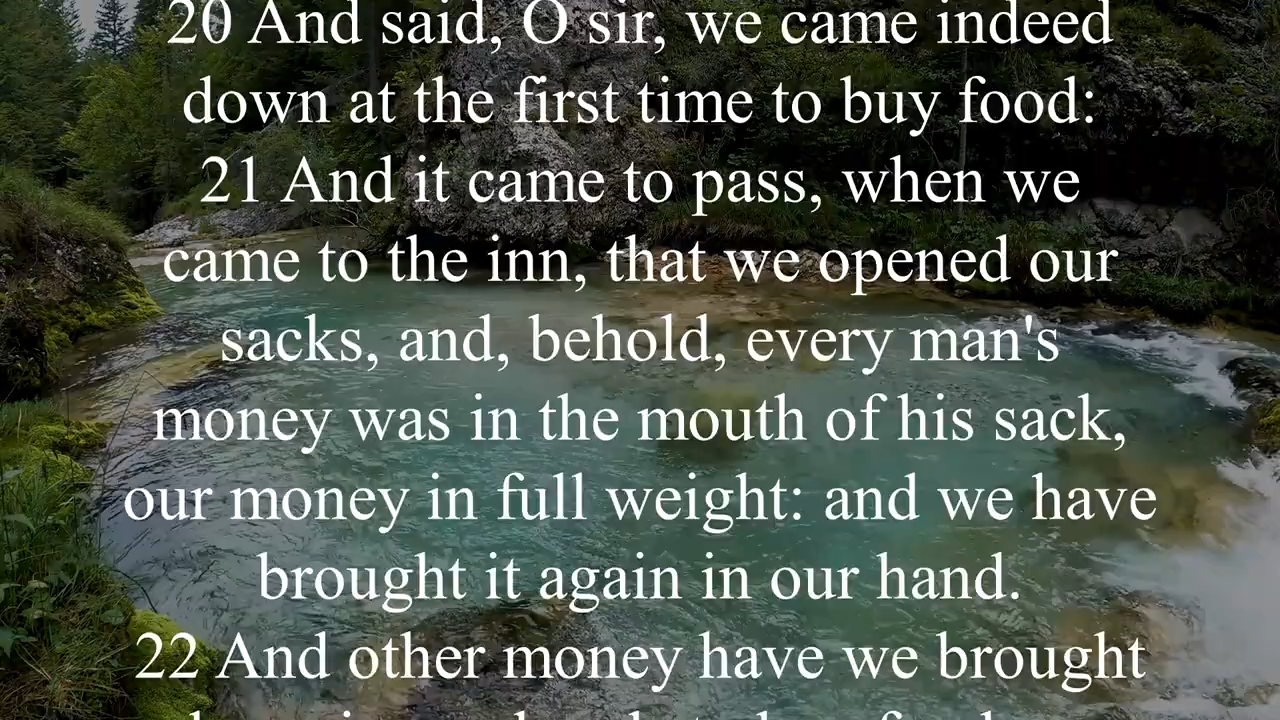 20 And said, O sir, we came indeed
down at the first time to buy food:
21 And it came to pass, when we
came to the inn, that we opened our
sacks, and, behold, every man's
money was in the mouth of his sack,
our money in full weight: and we have
brought it again in our hand.
22 And other money have we brought